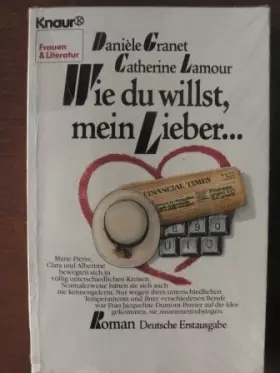 Knaur®
Frauen
& Literatur
Danièle Granet
Catherine Lamour
Wie du willst,
mein Lieber...
FINANCIAL TIMES
Marie-Pierre,
Clara und Albertine
bewegen sich in
völlig unterschiedlichen Kreisen.
Normalerweise hätten sie sich auch
nie kennengelernt. Nur wegen ihres unterschiedlichen
Temperaments und ihrer verschiedenen Berufe
war Frau Jacqueline Dumont-Poirier auf die Idee
gekommen, sie zusammenzubringen.
Roman Deutsche Erstausgabe